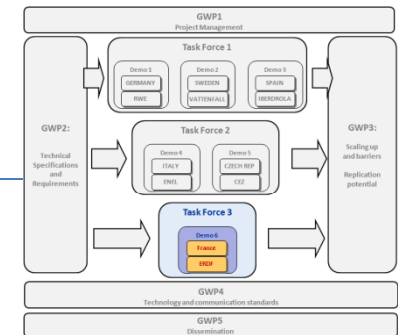 GWP1
Project Management
Task Force 1
Demo 1
GERMANY
RWE
Demo 2
SWEDEN
VATTENFALL
Demo 3
SPAIN
IBERDROLA
GWP2:
Technical
Specifications
and
Requirements
Task Force 2
Demo 4
ITALY
ENEL
Demo 5
CZECH REP
CEZ
GWP3:
Scaling up
and barriers
Replication
potential
Task Force 3
Demo 6
France
ERDF
GWP4
Technology and communication standards
GWP5
Dissemination